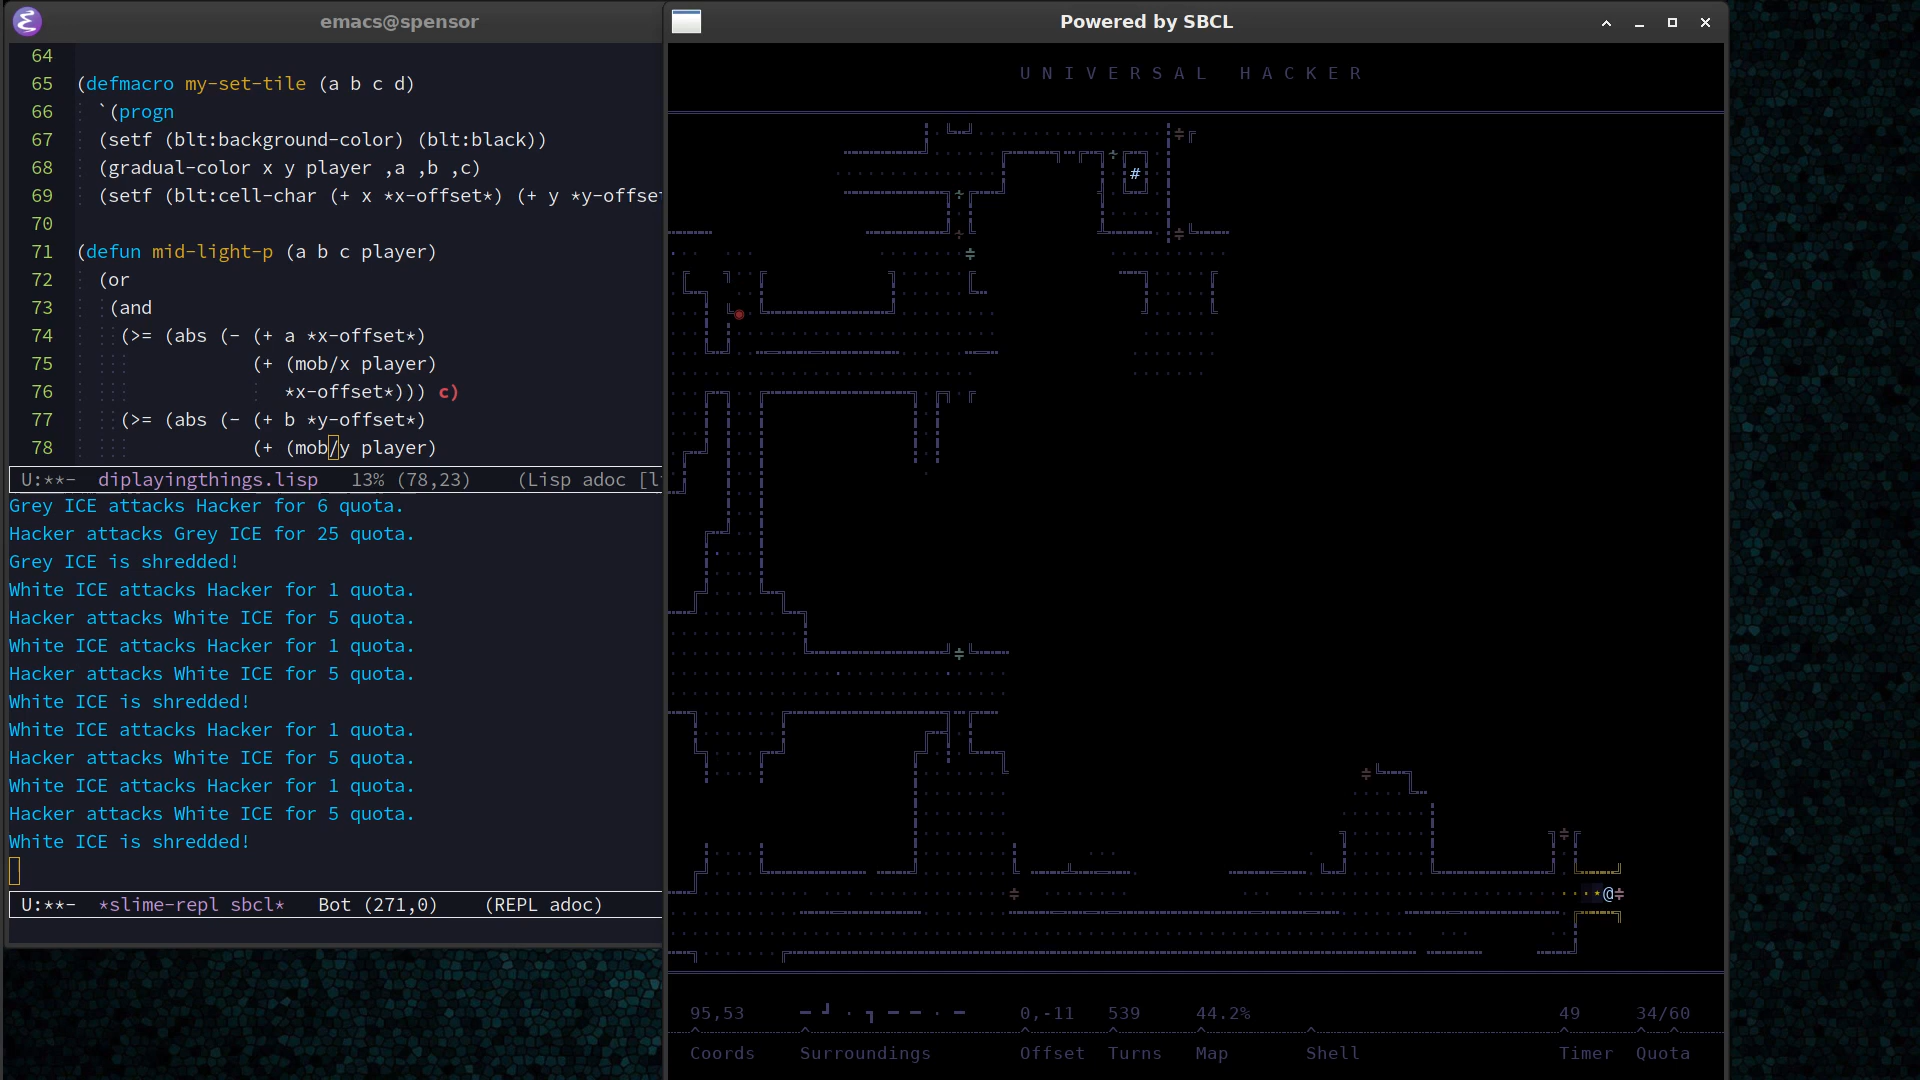 emacs@spensor
64
65 (defmacro my-set-tile (a b c d)
66 `(progn
67 (setf (blt:background-color) (blt:black))
68 (gradual-color x y player ,a ,b ,c)
69 (setf (blt:cell-char (+ x *x-offset*) (+ y *y-offse
70
71 (defun mid-light-p (a b c player)
72 (or
73 (and
74 (>= (abs (- (+ a *x-offset*)
75 (+ (mob/x player)
76 *x-offset*))) c)
77 (>= (abs (- (+ b *y-offset*)
78 (+ (mob/y player)
U:**- diplayingthings.lisp 13% (78,23) (Lisp adoc [l
Grey ICE attacks Hacker for 6 quota.
Hacker attacks Grey ICE for 25 quota.
Grey ICE is shredded!
White ICE attacks Hacker for 1 quota.
Hacker attacks White ICE for 5 quota.
White ICE attacks Hacker for 1 quota.
Hacker attacks White ICE for 5 quota.
White ICE is shredded!
White ICE attacks Hacker for 1 quota.
Hacker attacks White ICE for 5 quota.
White ICE attacks Hacker for 1 quota.
Hacker attacks White ICE for 5 quota.
White ICE is shredded!
U:**- *slime-repl sbcl* Bot (271,0) (REPL adoc)
Powered by SBCL
UNIVERSAL HACKER
#
@
95,53 0,-11 539 44.2% 49 34/60
Coords Surroundings Offset Turns Map Shell Timer Quota